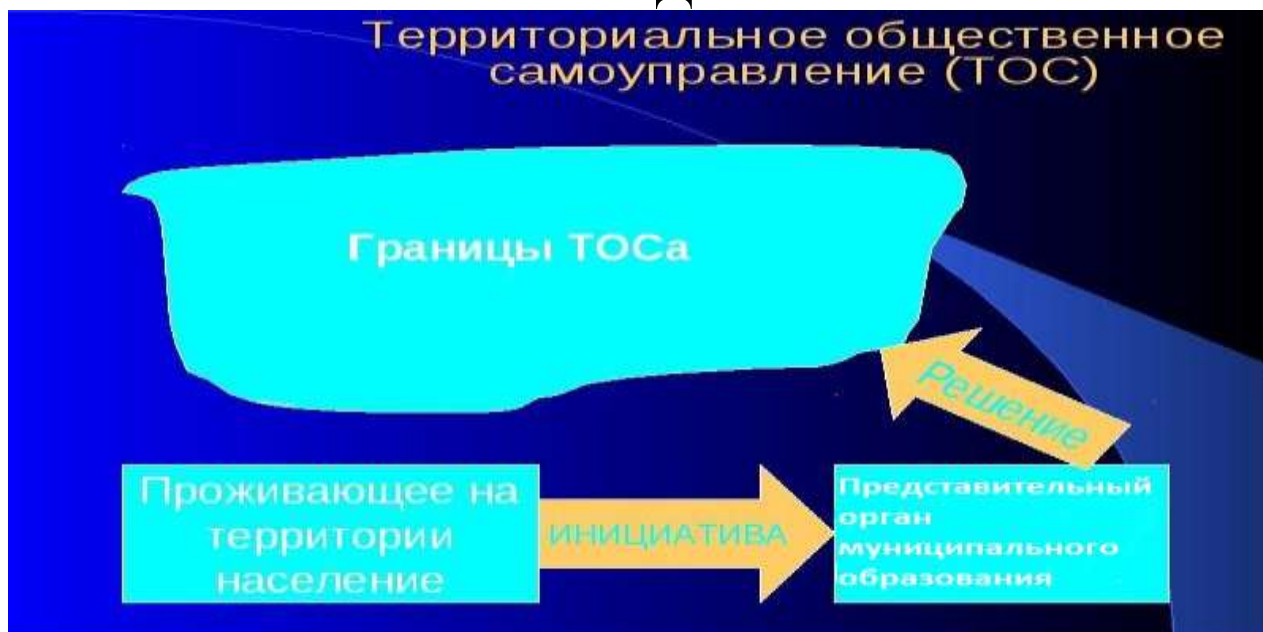 Территориальное общественное
самоуправление (ТОС)
Границы ТОСа
Решение
Проживающее на
территории
население
ИНИЦИАТИВА
Представительный
орган
муниципального
образования